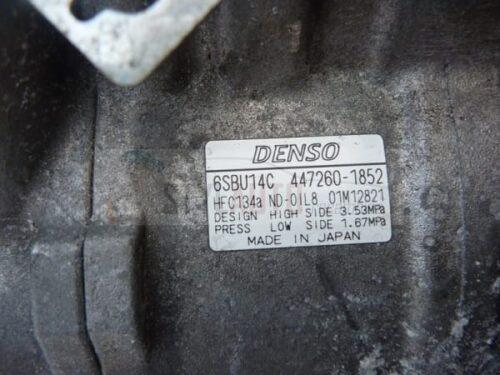 DENSO
6SBU14C 447260-1852
HFC134a ND-OIL8 01M12821
DESIGN HIGH SIDE 3.53MPa
PRESS LOW SIDE 1.67MPa
MADE IN JAPAN